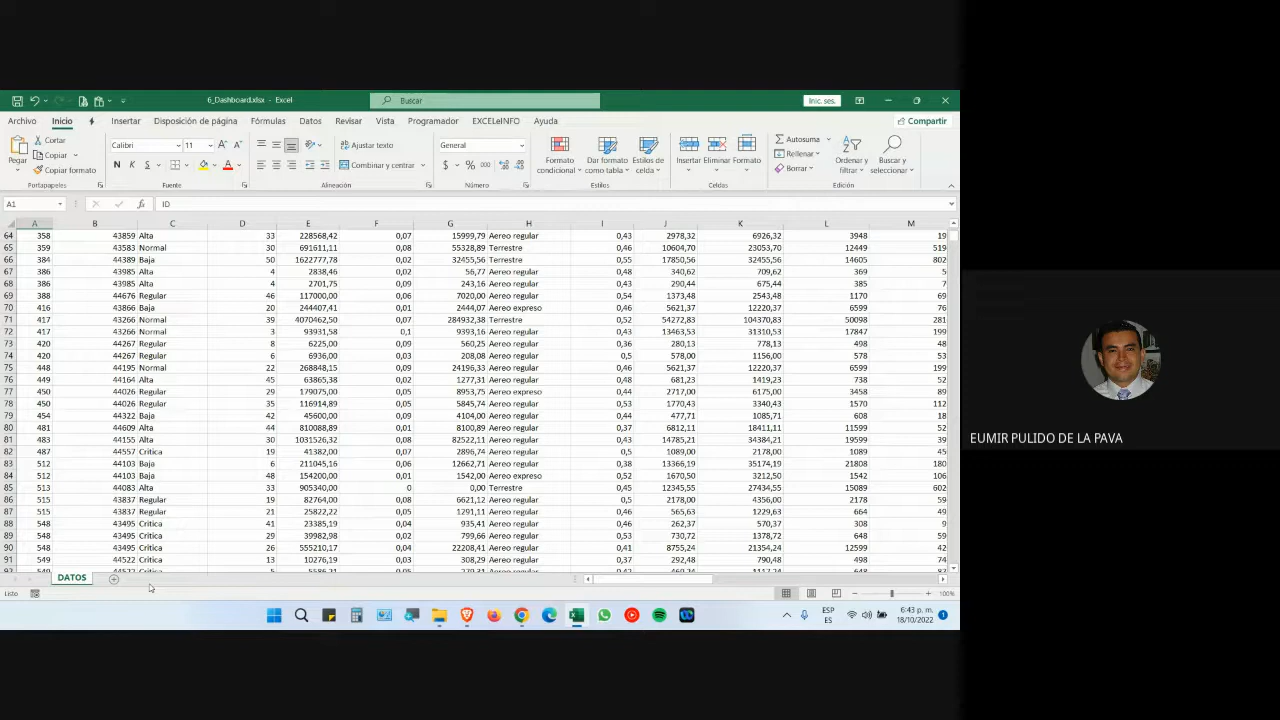 6_Dashboard.xlsx - Excel
Buscar
Inic. ses.
Archivo Inicio Insertar Disposición de página Fórmulas Datos Revisar Vista Programador EXCELeINFO Ayuda
Compartir
Pegar
Cortar
Copiar
Copiar formato
Portapapeles
Calibri 11
N K S
Fuente
Ajustar texto
Combinar y centrar
Alineación
General
$ % 000
Número
Formato condicional
Dar formato como tabla
Estilos de celda
Estilos
Insertar Eliminar Formato
Celdas
Autosuma
Rellenar
Borrar
Ordenar y filtrar
Buscar y seleccionar
Edición
A1 fx ID
A B C D E F G H I J K L M
64 358 43859 Alta 33 228568,42 0,07 15999,79 Aereo regular 0,43 2978,32 6926,32 3948 19
65 359 43583 Normal 30 691611,11 0,08 55328,89 Terrestre 0,46 10604,70 23053,70 12449 519
66 384 44389 Baja 50 1622777,78 0,02 32455,56 Terrestre 0,55 17850,56 32455,56 14605 802
67 386 43985 Alta 4 2838,46 0,02 56,77 Aereo regular 0,48 340,62 709,62 369 5
68 386 43985 Alta 4 2701,75 0,09 243,16 Aereo regular 0,43 290,44 675,44 385 7
69 388 44676 Regular 46 117000,00 0,06 7020,00 Aereo regular 0,54 1373,48 2543,48 1170 69
70 416 43866 Baja 20 244407,41 0,01 2444,07 Aereo expreso 0,46 5621,37 12220,37 6599 76
71 417 43266 Normal 39 4070462,50 0,07 284932,38 Terrestre 0,52 54272,83 104370,83 50098 281
72 417 43266 Normal 3 93931,58 0,1 9393,16 Aereo regular 0,43 13463,53 31310,53 17847 199
73 420 44267 Regular 8 6225,00 0,09 560,25 Aereo regular 0,36 280,13 778,13 498 48
74 420 44267 Regular 6 6936,00 0,03 208,08 Aereo regular 0,5 578,00 1156,00 578 53
75 448 44195 Normal 22 268848,15 0,09 24196,33 Aereo regular 0,46 5621,37 12220,37 6599 199
76 449 44164 Alta 45 63865,38 0,02 1277,31 Aereo regular 0,48 681,23 1419,23 738 52
77 450 44026 Regular 29 179075,00 0,05 8953,75 Aereo expreso 0,44 2717,00 6175,00 3458 89
78 450 44026 Regular 35 116914,89 0,05 5845,74 Aereo regular 0,53 1770,43 3340,43 1570 112
79 454 44322 Baja 42 45600,00 0,09 4104,00 Aereo regular 0,44 477,71 1085,71 608 18
80 481 44609 Alta 44 810088,89 0,01 8100,89 Aereo regular 0,37 6812,11 18411,11 11599 52
81 483 44155 Alta 30 1031526,32 0,08 82522,11 Aereo regular 0,43 14785,21 34384,21 19599 39
82 487 44557 Critica 19 41382,00 0,07 2896,74 Aereo regular 0,5 1089,00 2178,00 1089 45
83 512 44103 Baja 6 211045,16 0,06 12662,71 Aereo regular 0,38 13366,19 35174,19 21808 180
84 512 44103 Baja 48 154200,00 0,01 1542,00 Aereo expreso 0,52 1670,50 3212,50 1542 106
85 513 44083 Alta 33 905340,00 0 0,00 Terrestre 0,45 12345,55 27434,55 15089 602
86 515 43837 Regular 19 82764,00 0,08 6621,12 Aereo regular 0,5 2178,00 4356,00 2178 59
87 515 43837 Regular 21 25822,22 0,05 1291,11 Aereo regular 0,46 565,63 1229,63 664 49
88 548 43495 Critica 41 23385,19 0,04 935,41 Aereo regular 0,46 262,37 570,37 308 9
89 548 43495 Critica 29 39982,98 0,02 799,66 Aereo regular 0,53 730,72 1378,72 648 59
90 548 43495 Critica 26 555210,17 0,04 22208,41 Aereo regular 0,41 8755,24 21354,24 12599 42
91 549 44522 Critica 13 10276,19 0,03 308,29 Aereo regular 0,37 292,48 790,48 498 74
DATOS
Listo
100%
ESP
ES
6:43 p. m.
18/10/2022
EUMIR PULIDO DE LA PAVA